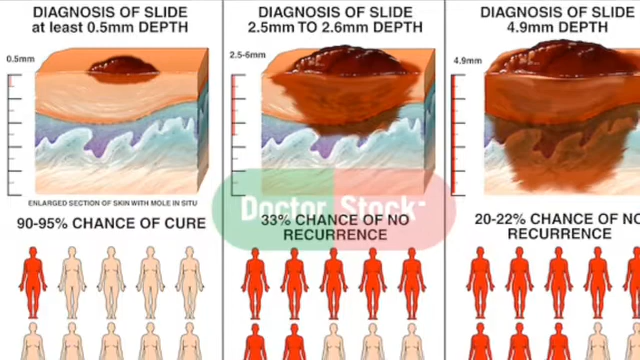 DIAGNOSIS OF SLIDE
at least 0.5mm DEPTH
0.5mm
ENLARGED SECTION OF SKIN WITH MOLE IN SITU
90-95% CHANCE OF CURE
DIAGNOSIS OF SLIDE
2.5mm TO 2.6mm DEPTH
2.5-6mm
33% CHANCE OF NO
RECURRENCE
DIAGNOSIS OF SLIDE
4.9mm DEPTH
4.9mm
20-22% CHANCE OF NO
RECURRENCE
Doctor Stock